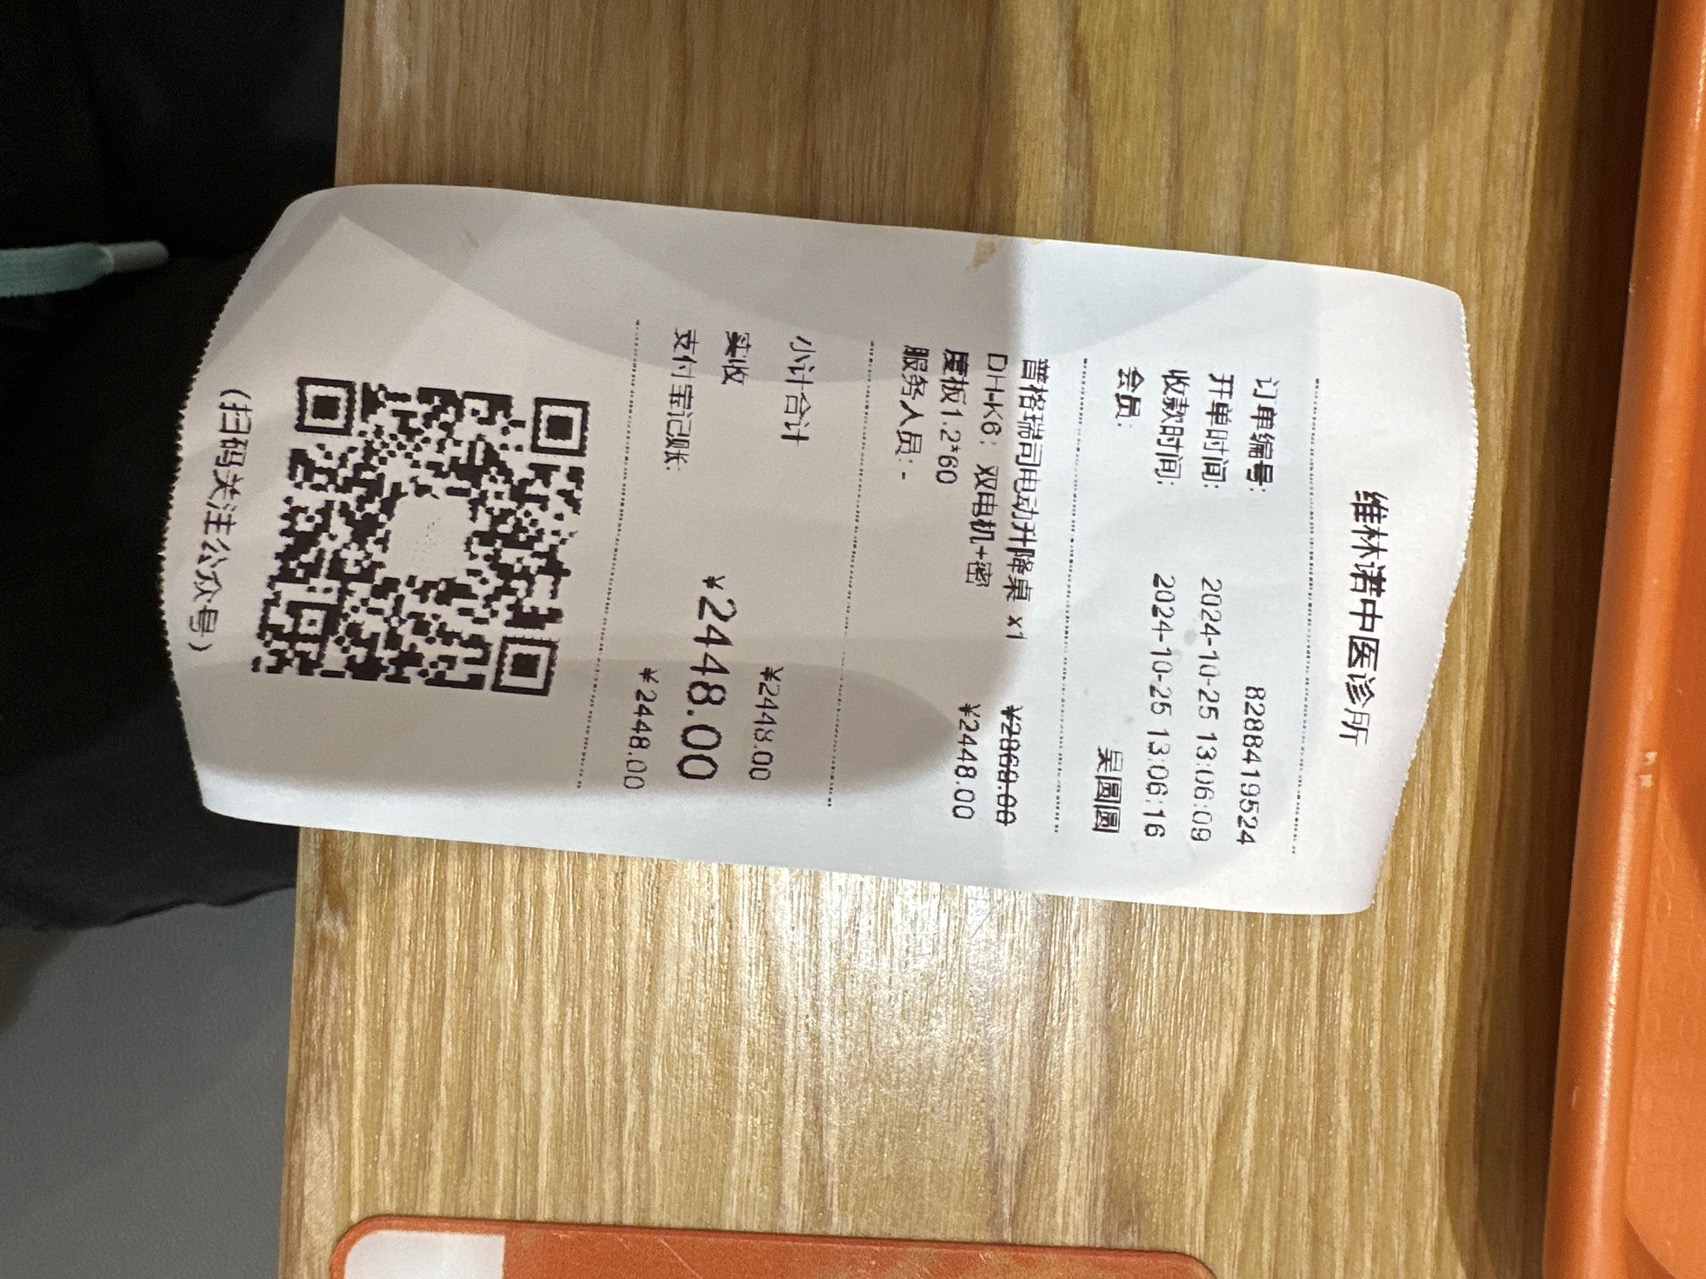 维林诺中医诊所
订单编号: 8288419524
开单时间: 2024-10-25 13:06:09
收款时间: 2024-10-25 13:06:16
会员: 吴圆圆
普格瑞司电动升降桌 x1 ¥2868.00
DH-K6：双电机+密 ¥2448.00
度板1.2*60
服务人员: -
小计合计 ¥2448.00
实收 ¥2448.00
支付宝记账: ¥2448.00
(扫码关注公众号)